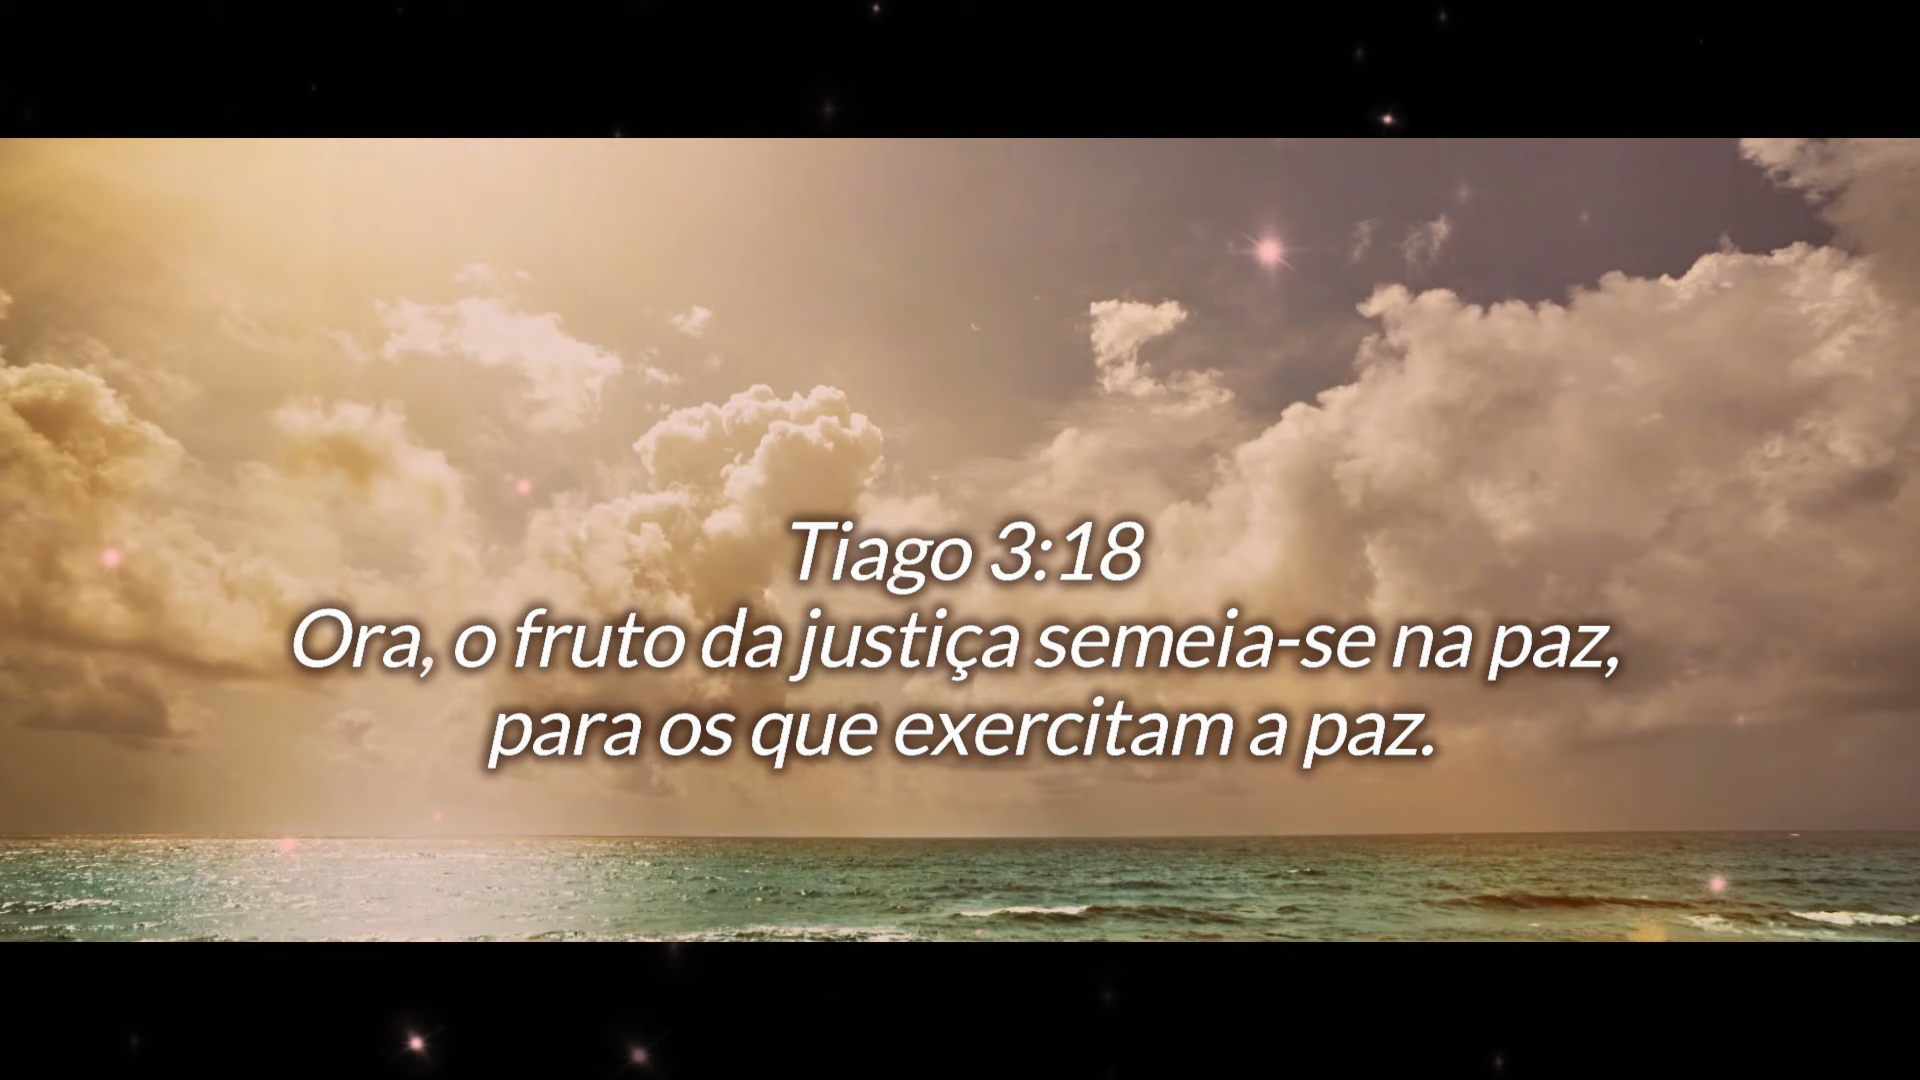 Tiago 3:18
Ora, o fruto da justiça semeia-se na paz,
para os que exercitam a paz.